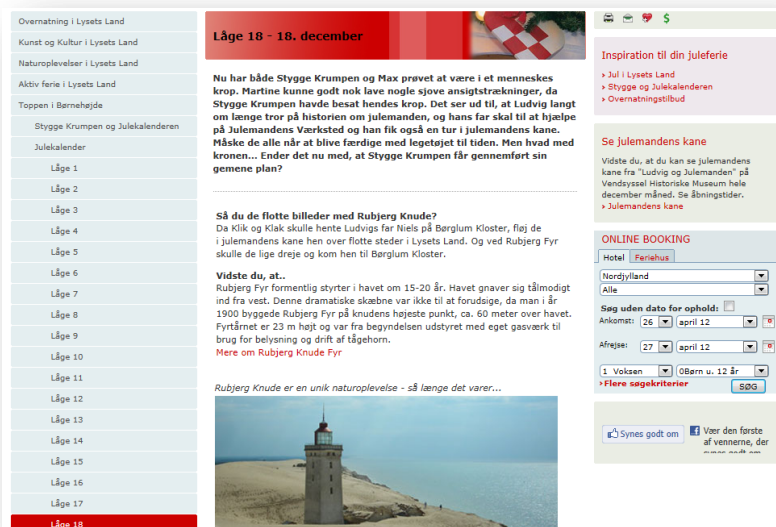 Overnatning i Lysets Land
Kunst og Kultur i Lysets Land
Naturoplevelser i Lysets Land
Aktiv ferie i Lysets Land
Toppen i Børnehøjde
Stygge Krumpen og Julekalenderen
Julekalender
Låge 1
Låge 2
Låge 3
Låge 4
Låge 5
Låge 6
Låge 7
Låge 8
Låge 9
Låge 10
Låge 11
Låge 12
Låge 13
Låge 14
Låge 15
Låge 16
Låge 17
Låge 18
Låge 18 - 18. december
Nu har både Stygge Krumpen og Max prøvet at være i et menneskes
krop. Martine kunne godt nok lave nogle sjove ansigtstrækninger, da
Stygge Krumpen havde besat hendes krop. Det ser ud til, at Ludvig langt
om længe tror på historien om julemanden, og hans far skal til at hjælpe
på Julemandens Værksted og han fik også en tur i julemandens kane.
Måske de alle når at blive færdige med legetøjet til tiden. Men hvad med
kronen... Ender det nu med, at Stygge Krumpen får gennemført sin
gemene plan?
Så du de flotte billeder med Rubjerg Knude?
Da Klik og Klak skulle hente Ludvigs far Niels på Børglum Kloster, fløj de
i julemandens kane hen over flotte steder i Lysets Land. Og ved Rubjerg Fyr
skulle de lige dreje og kom hen til Børglum Kloster.
Vidste du, at..
Rubjerg Fyr formentlig styrter i havet om 15-20 år. Havet gnaver sig tålmodigt
ind fra vest. Denne dramatiske skæbne var ikke til at forudsige, da man i år
1900 byggede Rubjerg Fyr på knudens højeste punkt, ca. 60 meter over havet.
Fyrtårnet er 23 m højt og var fra begyndelsen udstyret med eget gasværk til
brug for belysning og drift af tågehorn.
Mere om Rubjerg Knude Fyr
Rubjerg Knude er en unik naturoplevelse - så længe det varer...
$
Inspiration til din juleferie
› Jul i Lysets Land
› Stygge og Julekalenderen
› Overnatningstilbud
Se julemandens kane
Vidste du, at du kan se julemandens
kane fra "Ludvig og Julemanden" på
Vendsyssel Historiske Museum hele
december måned. Se åbningstider.
› Julemandens kane
ONLINE BOOKING
Hotel Feriehus
Nordjylland
Alle
Søg uden dato for ophold:
Ankomst: 26 april 12
Afrejse: 27 april 12
1 Voksen 0Børn u. 12 år
›Flere søgekriterier SØG
Synes godt om
Vær den første
af vennerne, der
synes godt om